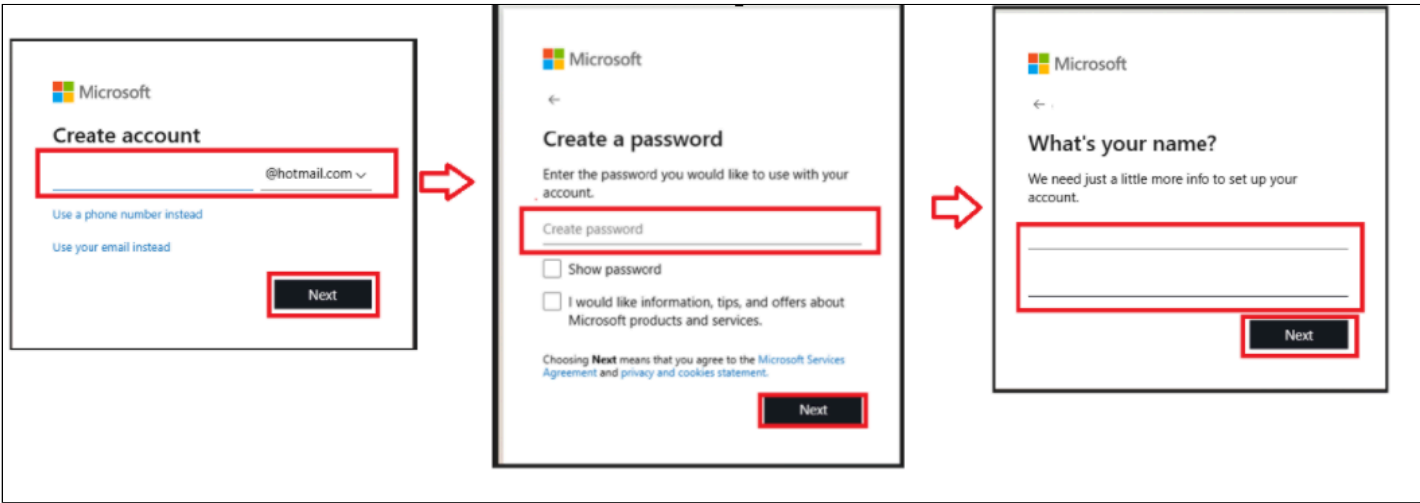 Microsoft
Create account
@hotmail.com
Use a phone number instead
Use your email instead
Next
Microsoft
Create a password
Enter the password you would like to use with your
account.
Create password
Show password
I would like information, tips, and offers about
Microsoft products and services.
Choosing Next means that you agree to the Microsoft Services
Agreement and privacy and cookies statement.
Next
Microsoft
What's your name?
We need just a little more info to set up your
account.
Next